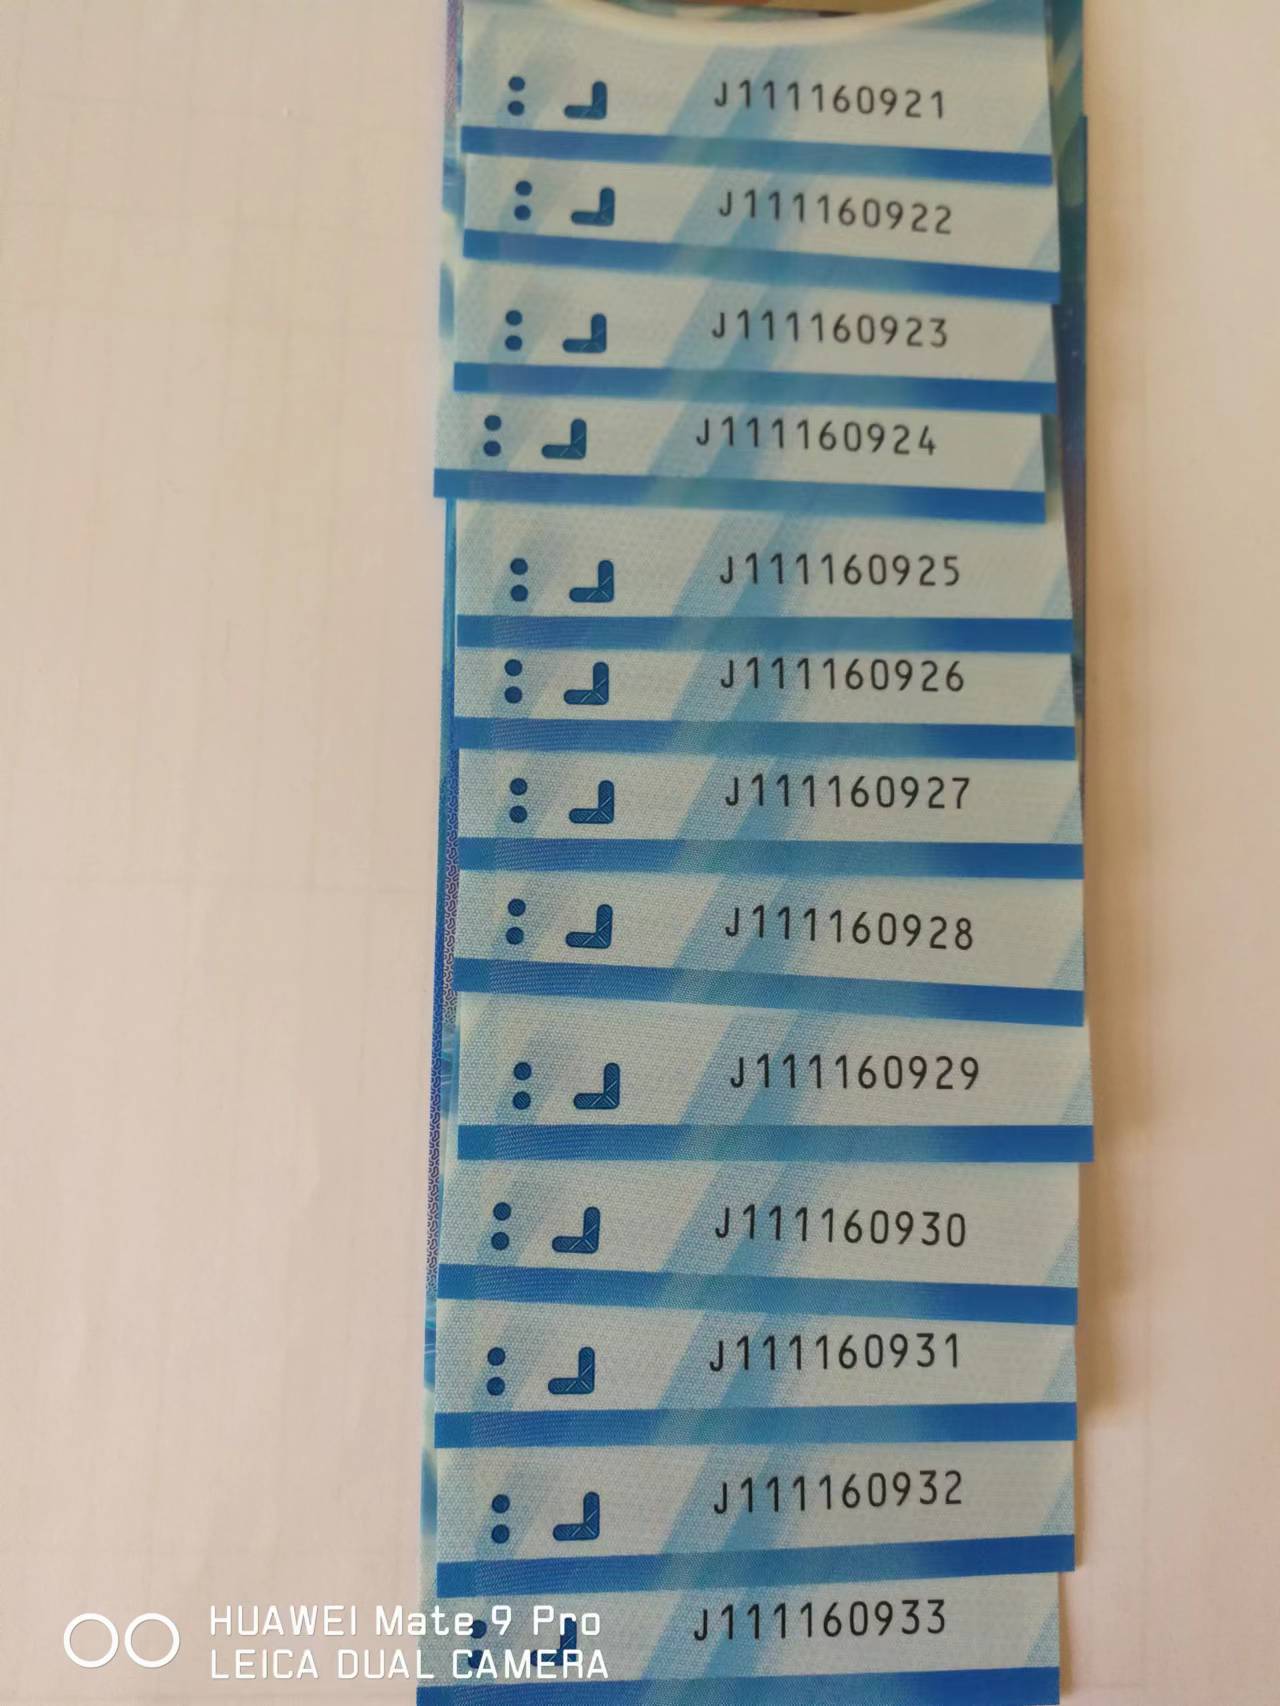 J111160921
J111160922
J111160923
J111160924
J111160925
J111160926
J111160927
J111160928
J111160929
J111160930
J111160931
J111160932
J111160933
HUAWEI Mate 9 Pro
LEICA DUAL CAMERA